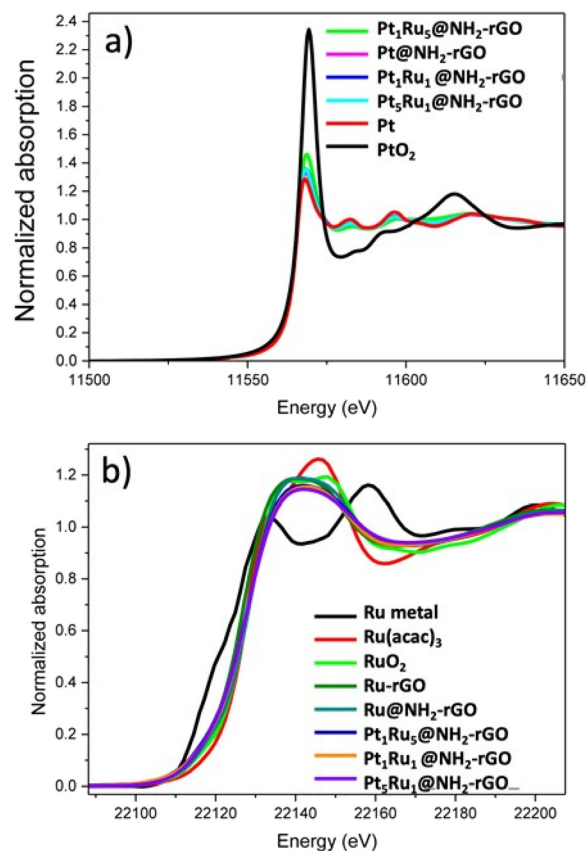 a)
Pt₁Ru₅@NH₂-rGO
Pt@NH₂-rGO
Pt₁Ru₁ @NH₂-rGO
Pt₅Ru₁@NH₂-rGO
Pt
PtO₂
Normalized absorption
2.4
2.2
2.0
1.8
1.6
1.4
1.2
1.0
0.8
0.6
0.4
0.2
0.0
11500 11550 11600 11650
Energy (eV)
b)
Normalized absorption
1.2
1.0
0.8
0.6
0.4
0.2
0.0
Ru metal
Ru(acac)₃
RuO₂
Ru-rGO
Ru@NH₂-rGO
Pt₁Ru₅@NH₂-rGO
Pt₁Ru₁ @NH₂-rGO
Pt₅Ru₁@NH₂-rGO_
22100 22120 22140 22160 22180 22200
Energy (eV)